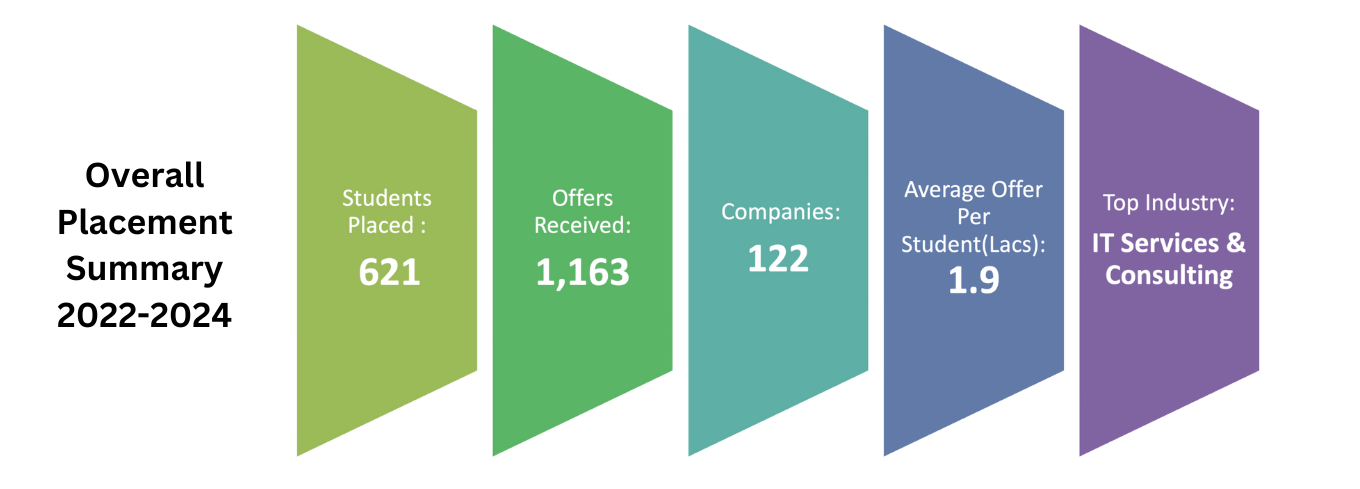 Overall
Placement
Summary
2022-2024
Students
Placed :
621
Offers
Received:
1,163
Companies:
122
Average Offer
Per
Student(Lacs):
1.9
Top Industry:
IT Services &
Consulting